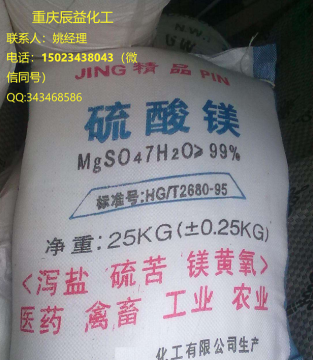 重庆辰益化工
联系人：姚经理
电话：15023438043（微
信同号）
QQ:343468586
JING 精品 PIN
硫酸镁
MgSO47H2O≥99%
标准号:HG/T2680-95
净重:25KG(±0.25KG)
<泻盐 硫苦 镁黄氧>
医药 禽畜 工业 农业
化工有限公司生产